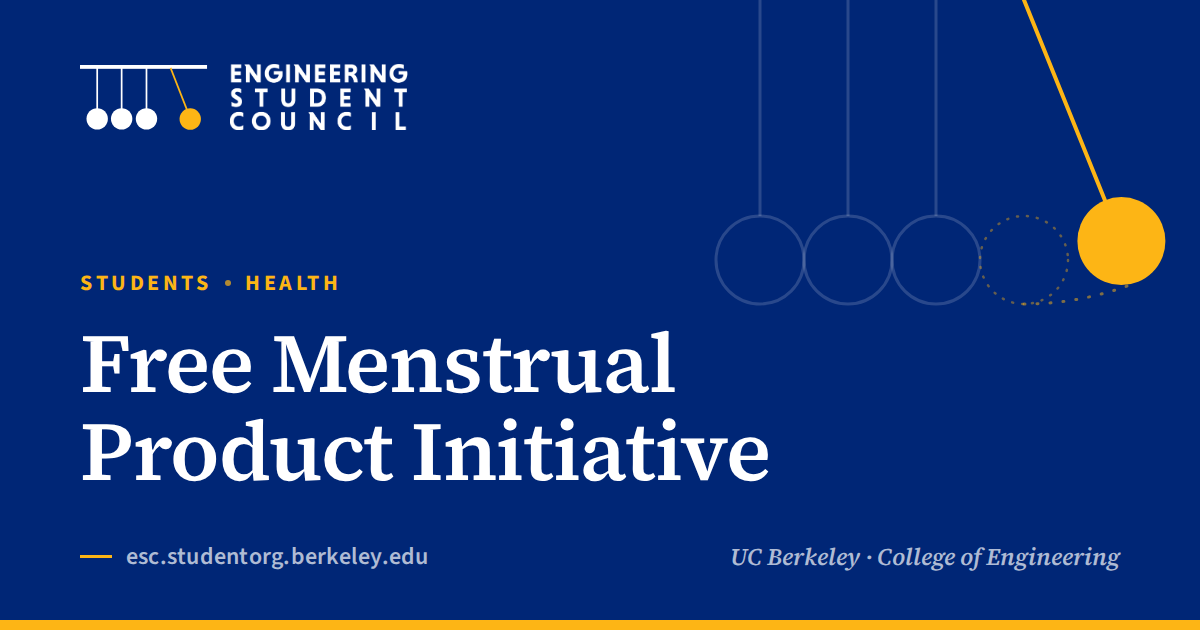 ENGINEERING
STUDENT
COUNCIL
STUDENTS • HEALTH
Free Menstrual
Product Initiative
esc.studentorg.berkeley.edu
UC Berkeley · College of Engineering